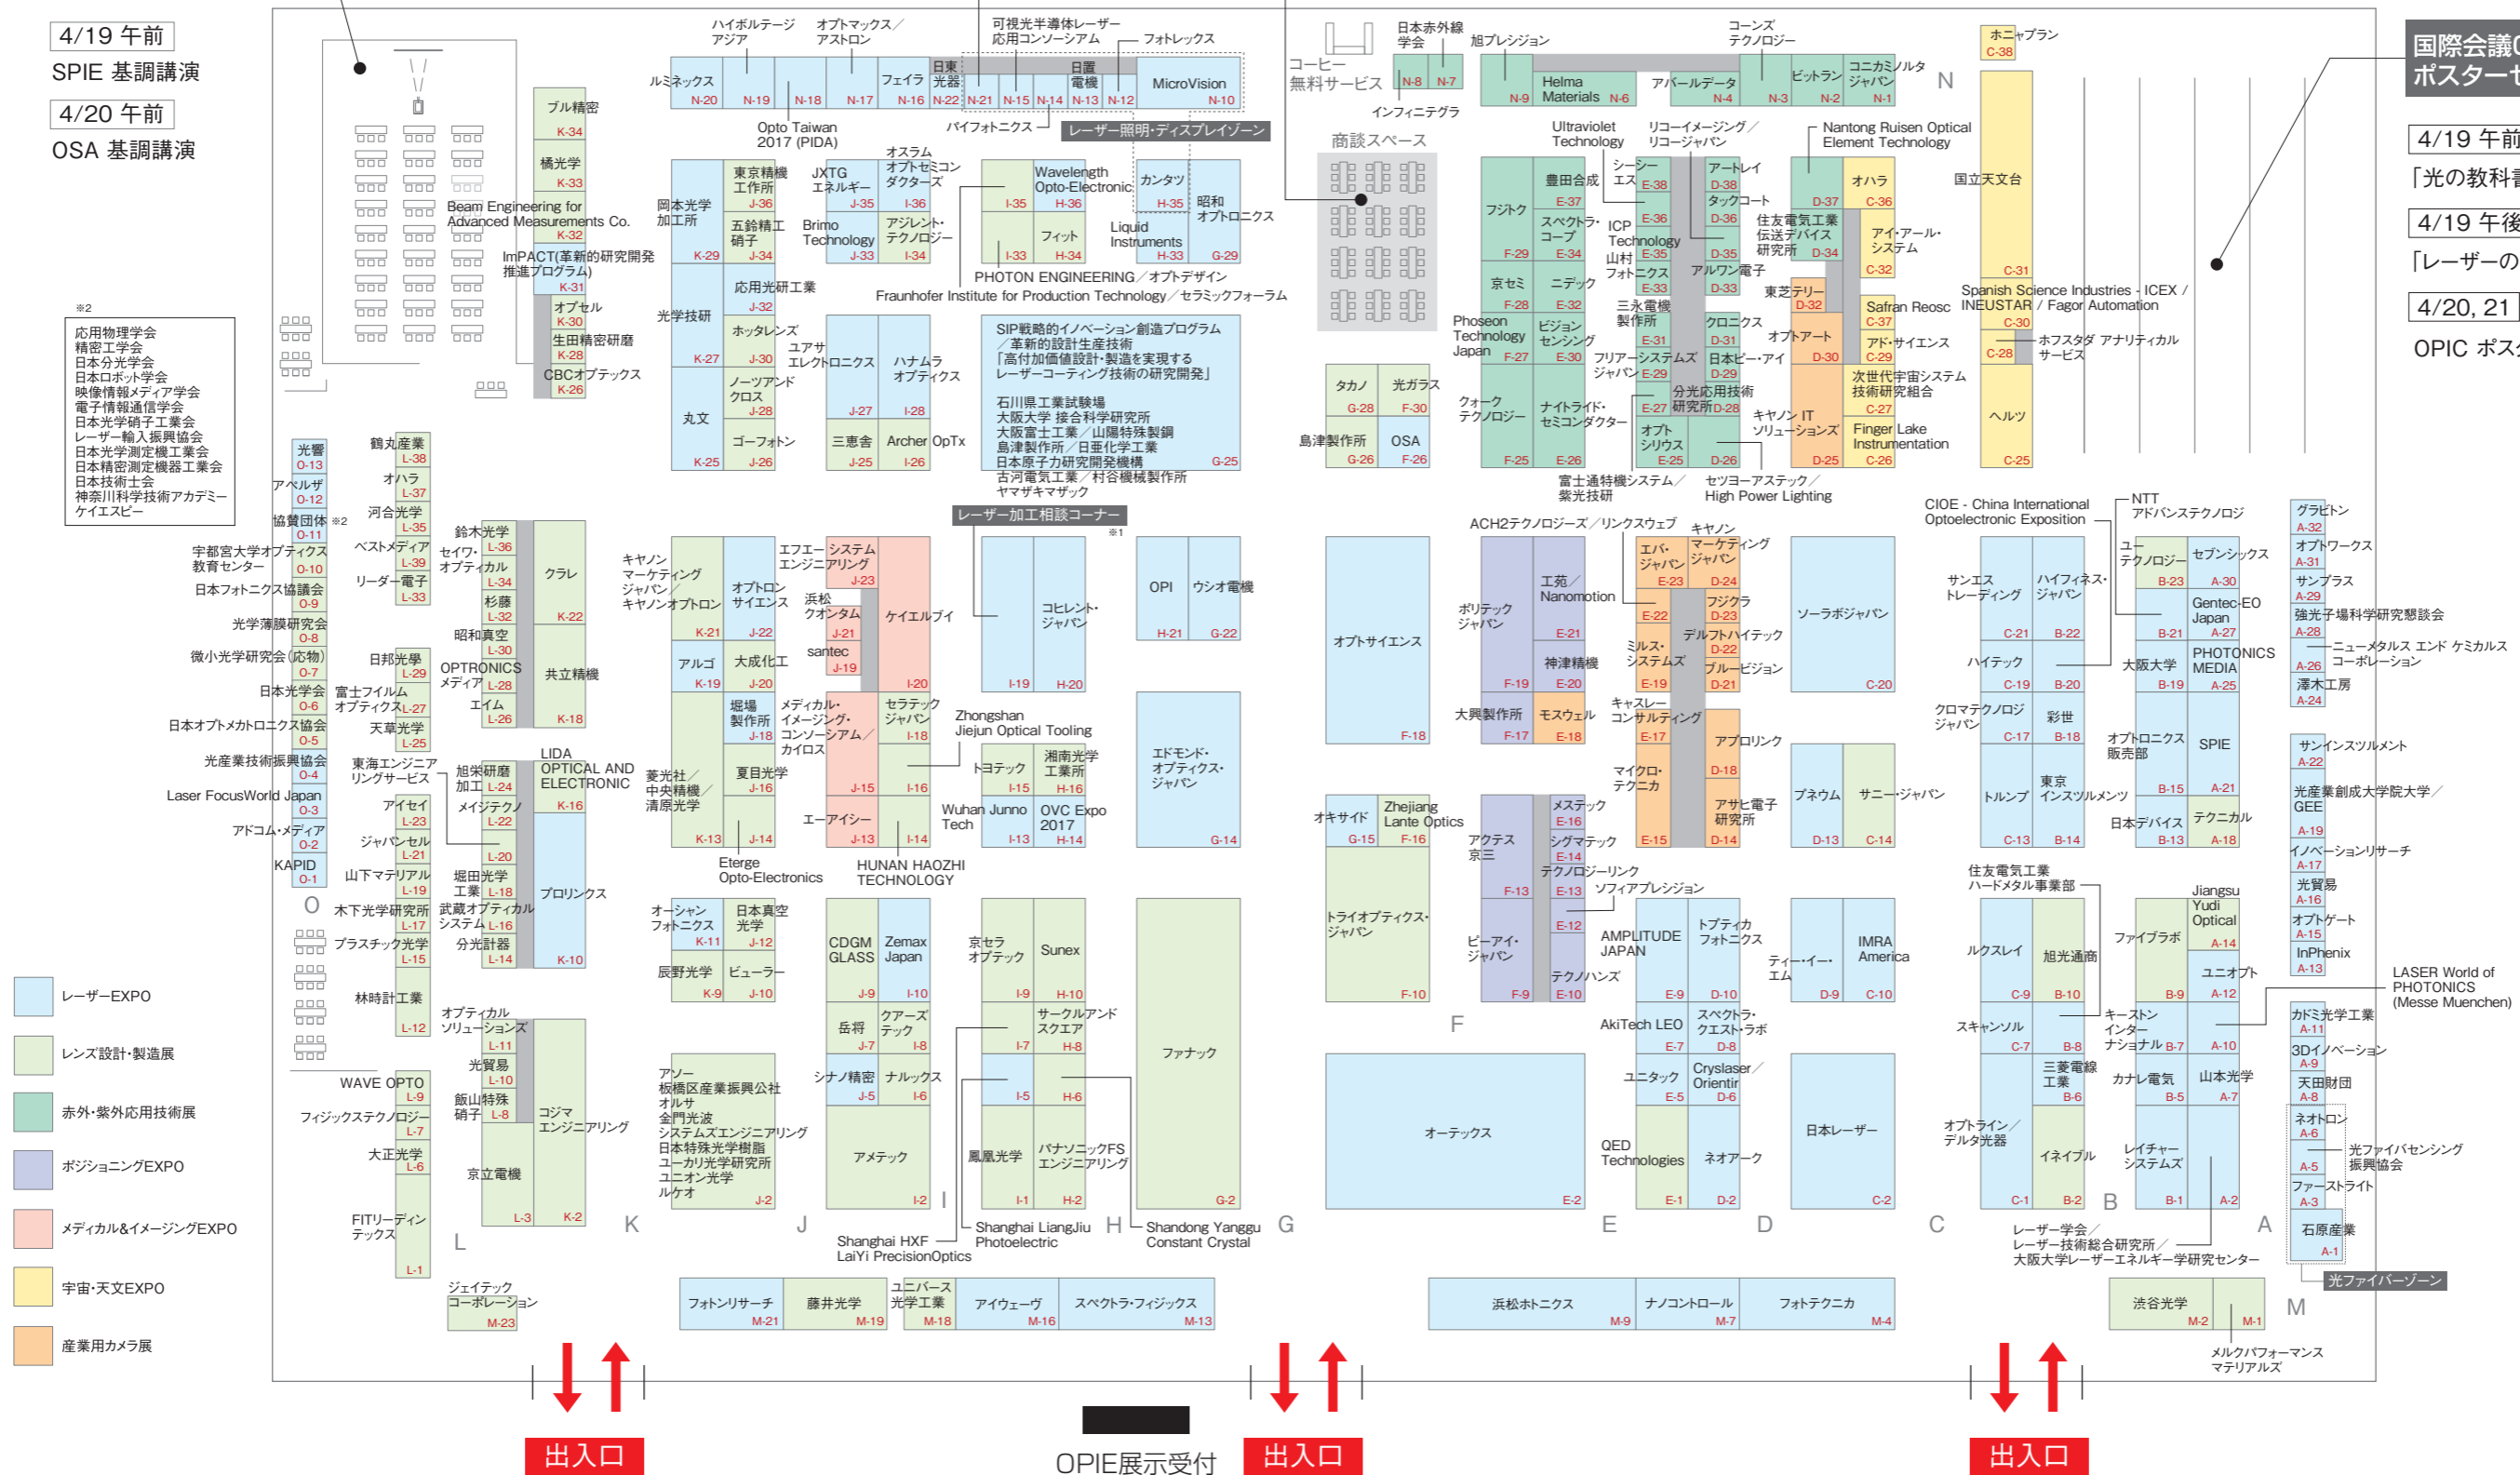 4/19 午前
SPIE 基調講演
4/20 午前
OSA 基調講演
※2
応用物理学会
精密工学会
日本分光学会
日本ロボット学会
映像情報メディア学会
電子情報通信学会
日本光学硝子工業会
レーザー輸入振興協会
日本光学測定機工業会
日本精密測定機器工業会
日本技術士会
神奈川科学技術アカデミー
ケイエスピー
レーザーEXPO
レンズ設計・製造展
赤外・紫外応用技術展
ポジショニングEXPO
メディカル&イメージングEXPO
宇宙・天文EXPO
産業用カメラ展
光響
O-13
アペルザ
O-12
協賛団体 ※2
O-11
宇都宮大学オプティクス
教育センター
O-10
日本フォトニクス協議会
O-9
光学薄膜研究会
O-8
微小光学研究会(応物)
O-7
日本光学会
O-6
日本オプトメカトロニクス協会
O-5
光産業技術振興協会
O-4
Laser FocusWorld Japan
O-3
アドコム・メディア
O-2
KAPID
O-1
O
鶴丸産業
L-38
オハラ
L-37
河合光学
L-35
ベストメディア
L-39
リーダー電子
L-33
日邦光學
L-29
富士フイルム
オプティクス
L-27
天草光学
L-25
東海エンジニア
リングサービス
L-20
アイセイ
L-23
ジャパンセル
L-21
山下マテリアル
L-19
木下光学研究所
L-17
プラスチック光学
L-15
林時計工業
L-12
WAVE OPTO
L-9
フィジックステクノロジー
L-7
大正光学
L-6
FITリーディン
テックス
L-1
L
鈴木光学
L-36
セイワ・
オプティカル
L-34
杉藤
L-32
昭和真空
L-30
OPTRONICS
メディア
L-28
エイム
L-26
旭栄研磨
加工
L-24
メイジテクノ
L-22
堀田光学
工業
L-18
武蔵オプティカル
システム
L-16
分光計器
L-14
オプティカル
ソリューションズ
L-11
光貿易
L-10
飯山特殊
硝子
L-8
京立電機
L-3
ブル精密
K-34
橘光学
K-33
Beam Engineering for
Advanced Measurements Co.
K-32
ImPACT(革新的研究開発
推進プログラム)
K-31
オプセル
K-30
生田精密研磨
K-28
CBCオプテックス
K-26
クラレ
K-22
共立精機
K-18
LIDA
OPTICAL AND
ELECTRONIC
K-16
プロリンクス
K-10
コジマ
エンジニアリング
K-2
K
ジェイテック
コーポレーション
M-23
ルミネックス
N-20
ハイボルテージ
アジア
N-19
Opto Taiwan
2017 (PIDA)
N-18
オプトマックス/
アストロン
N-17
フェイラ
N-16
日東
光器
N-22
N-21
可視光半導体レーザー
応用コンソーシアム
N-15
パイフォトニクス
N-14
日置
電機
N-13
フォトレックス
N-12
MicroVision
N-10
レーザー照明・ディスプレイゾーン
岡本光学
加工所
K-29
東京精機
工作所
J-36
五鈴精工
硝子
J-34
光学技研
K-27
応用光研工業
J-32
ホッタレンズ
J-30
丸文
K-25
ノーツアンド
クロス
J-28
ゴーフォトン
J-26
JXTG
エネルギー
J-35
オスラム
オプトセミコン
ダクターズ
I-36
Brimo
Technology
J-33
アジレント・
テクノロジー
I-34
ユアサ
エレクトロニクス
J-27
ハナムラ
オプティクス
I-28
三恵舎
J-25
Archer OpTx
I-26
I-35
Wavelength
Opto-Electronic
H-36
I-33
フィット
H-34
カンタツ
H-35
Liquid
Instruments
H-33
昭和
オプトロニクス
G-29
PHOTON ENGINEERING/オプトデザイン
Fraunhofer Institute for Production Technology/セラミックフォーラム
SIP戦略的イノベーション創造プログラム
/革新的設計生産技術
「高付加価値設計・製造を実現する
レーザーコーティング技術の研究開発」
石川県工業試験場
大阪大学 接合科学研究所
大阪富士工業/山陽特殊製鋼
島津製作所/日亜化学工業
日本原子力研究開発機構
古河電気工業/村谷機械製作所
ヤマザキマザック
G-25
レーザー加工相談コーナー
※1
キヤノン
マーケティング
ジャパン/
キヤノンオプトロン
K-21
オプトロン
サイエンス
J-22
アルゴ
K-19
大成化工
J-20
堀場
製作所
J-18
菱光社/
中央精機/
清原光学
K-13
夏目光学
J-16
J-14
Eterge
Opto-Electronics
エフエー システム
エンジニアリング
J-23
浜松
クオンタム
J-21
santec
J-19
ケイエルブイ
I-20
メディカル・
イメージング・
コンソーシアム/
カイロス
J-15
セラテック
ジャパン
I-18
Zhongshan
Jiejun Optical Tooling
I-16
エーアイシー
J-13
I-14
HUNAN HAOZHI
TECHNOLOGY
I-19
コヒレント・
ジャパン
H-20
トヨテック
I-15
湘南光学
工業所
H-16
Wuhan Junno
Tech
I-13
OVC Expo
2017
H-14
OPI
H-21
ウシオ電機
G-22
エドモンド・
オプティクス・
ジャパン
G-14
オーシャン
フォトニクス
K-11
日本真空
光学
J-12
辰野光学
K-9
ビューラー
J-10
アソー
板橋区産業振興公社
オルサ
金門光波
システムズエンジニアリング
日本特殊光学樹脂
ユーカリ光学研究所
ユニオン光学
ルケオ
J-2
J
CDGM
GLASS
J-9
Zemax
Japan
I-10
岳将
J-7
クアーズ
テック
I-8
シナノ精密
J-5
ナルックス
I-6
アメテック
I-2
I
京セラ
オプテック
I-9
Sunex
H-10
I-7
サークルアンド
スクエア
H-8
I-5
H-6
鳳凰光学
I-1
パナソニックFS
エンジニアリング
H-2
H
Shanghai HXF
LaiYi PrecisionOptics
Shanghai LiangJiu
Photoelectric
Shandong Yanggu
Constant Crystal
ファナック
G-2
G
フォトンリサーチ
M-21
藤井光学
M-19
ユニバース
光学工業
M-18
アイウェーヴ
M-16
スペクトラ・フィジックス
M-13
コーヒー
無料サービス
日本赤外線
学会
N-8
N-7
インフィニテグラ
商談スペース
旭プレシジョン
N-9
Helma
Materials
N-6
アバールデータ
N-4
コーンズ
テクノロジー
N-3
ビットラン
N-2
コニカミノルタ
ジャパン
N-1
N
フジトク
F-29
豊田合成
E-37
スペクトラ・
コープ
E-34
京セミ
F-28
ニデック
E-32
Phoseon
Technology
Japan
F-27
ビジョン
センシング
E-30
クォーク
テクノロジー
F-25
ナイトライド・
セミコンダクター
E-26
タカノ
G-28
光ガラス
F-30
島津製作所
G-26
OSA
F-26
Ultraviolet
Technology
リコーイメージング/
リコージャパン
シーシー
エス
E-38
E-36
ICP
Technology
E-35
山村
フォトニクス
E-33
三永電機
製作所
E-31
フリアーシステムズ
ジャパン
E-29
E-27
オプト
シリウス
E-25
アートレイ
D-38
タックコート
D-36
D-35
アルワン電子
D-33
クロニクス
D-31
日本ビー・アイ
D-29
分光応用技術
研究所
D-28
D-26
富士通特機システム/
紫光技研
セツヨーアステック/
High Power Lighting
Nantong Ruisen Optical
Element Technology
D-37
オハラ
C-36
住友電気工業
伝送デバイス
研究所
D-34
アイ・アール・
システム
C-32
東芝テリー
D-32
Safran Reosc
C-37
オプトアート
D-30
アド・サイエンス
C-29
次世代宇宙システム
技術研究組合
C-27
キヤノン IT
ソリューションズ
D-25
Finger Lake
Instrumentation
C-26
ホニャプラン
C-38
国立天文台
C-31
Spanish Science Industries - ICEX /
INEUSTAR / Fagor Automation
C-30
C-28
ホフスタダ アナリティカル
サービス
ヘルツ
C-25
オプトサイエンス
F-18
オキサイド
G-15
Zhejiang
Lante Optics
F-16
トライオプティクス・
ジャパン
F-10
オーテックス
E-2
F
ACH2テクノロジーズ/リンクスウェブ
ポリテック
ジャパン
F-19
工苑/
Nanomotion
E-21
神津精機
E-20
大興製作所
F-17
モスウェル
E-18
アクテス
京三
F-13
メステック
E-16
シグマテック
E-14
テクノロジーリンク
E-13
ソフィアプレシジョン
E-12
ピーアイ・
ジャパン
F-9
テクノハンズ
E-10
エバ・
ジャパン
E-23
キヤノン
マーケティング
ジャパン
D-24
E-22
フジクラ
D-23
デルフトハイテック
D-22
ミルス・
システムズ
E-19
ブルービジョン
D-21
キャスレー
コンサルティング
E-17
アプロリンク
D-18
マイクロ・
テクニカ
E-15
アサヒ電子
研究所
D-14
AMPLITUDE
JAPAN
E-9
トプティカ
フォトニクス
D-10
AkiTech LEO
E-7
スペクトラ・
クエスト・ラボ
D-8
ユニタック
E-5
Cryslaser/
Orientir
D-6
QED
Technologies
E-1
ネオアーク
D-2
E
D
ソーラボジャパン
C-20
プネウム
D-13
サニー・ジャパン
C-14
ティー・イー・
エム
D-9
IMRA
America
C-10
日本レーザー
C-2
C
浜松ホトニクス
M-9
ナノコントロール
M-7
フォトテクニカ
M-4
CIOE - China International
Optoelectronic Exposition
NTT
アドバンステクノロジ
サンエス
トレーディング
C-21
ハイフィネス・
ジャパン
B-22
ハイテック
C-19
B-20
クロマテクノロジ
ジャパン
C-17
彩世
B-18
トルンプ
C-13
東京
インスツルメンツ
B-14
住友電気工業
ハードメタル事業部
ルクスレイ
C-9
旭光通商
B-10
スキャンソル
C-7
B-8
オプトライン/
デルタ光器
C-1
三菱電線
工業
B-6
イネイブル
B-2
B
ユー
テクノロジー
B-23
セブンシックス
A-30
B-21
Gentec-EO
Japan
A-27
大阪大学
B-19
PHOTONICS
MEDIA
A-25
オプトロニクス
販売部
B-15
SPIE
A-21
日本デバイス
B-13
テクニカル
A-18
Jiangsu
Yudi
Optical
A-14
ファイブラボ
B-9
ユニオプト
A-12
キーストン
インター
ナショナル
B-7
A-10
カナレ電気
B-5
山本光学
A-7
レイチャー
システムズ
B-1
A-2
A
LASER World of
PHOTONICS
(Messe Muenchen)
レーザー学会/
レーザー技術総合研究所/
大阪大学レーザーエネルギー学研究センター
グラビトン
A-32
オプトワークス
A-31
サンプラス
A-29
強光子場科学研究懇談会
A-28
A-26
ニューメタルス エンド ケミカルス
コーポレーション
澤木工房
A-24
サンインスツルメント
A-22
光産業創成大学院大学/
GEE
A-19
イノベーションリサーチ
A-17
光貿易
A-16
オプトゲート
A-15
InPhenix
A-13
カドミ光学工業
A-11
3Dイノベーション
A-9
天田財団
A-8
ネオトロン
A-6
光ファイバセンシング
振興協会
A-5
ファーストライト
A-3
石原産業
A-1
光ファイバーゾーン
渋谷光学
M-2
M-1
メルクパフォーマンス
マテリアルズ
M
国際会議
ポスターセ
4/19 午前
「光の教科書
4/19 午後
「レーザーの
4/20, 21
OPIC ポス
出入口
OPIE展示受付
出入口
出入口